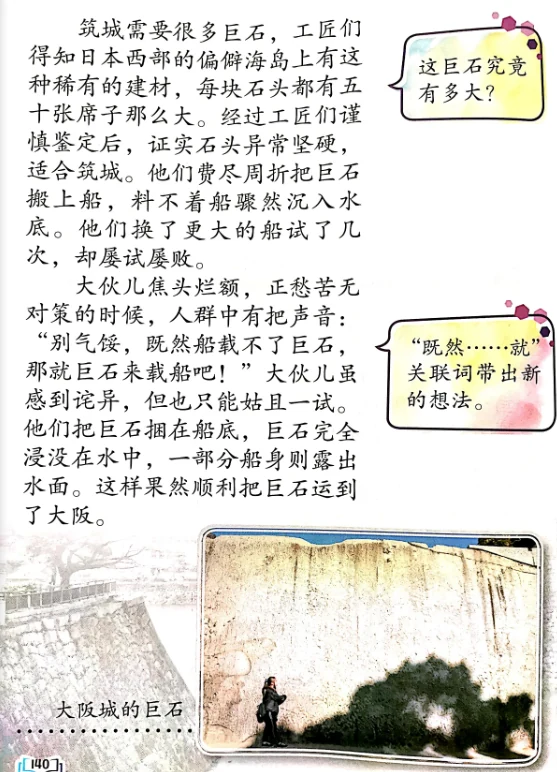 筑城需要很多巨石，工匠们
得知日本西部的偏僻海岛上有这
种稀有的建材，每块石头都有五
十张席子那么大。经过工匠们谨
慎鉴定后，证实石头异常坚硬，
适合筑城。他们费尽周折把巨石
搬上船，料不着船骤然沉入水
底。他们换了更大的船试了几
次，却屡试屡败。
大伙儿焦头烂额，正愁苦无
对策的时候，人群中有把声音：
“别气馁，既然船载不了巨石，
那就巨石来载船吧！”大伙儿虽
感到诧异，但也只能姑且一试。
他们把巨石捆在船底，巨石完全
浸没在水中，一部分船身则露出
水面。这样果然顺利把巨石运到
了大阪。
这巨石究竟
有多大？
“既然……就”
关联词带出新
的想法。
大阪城的巨石
140